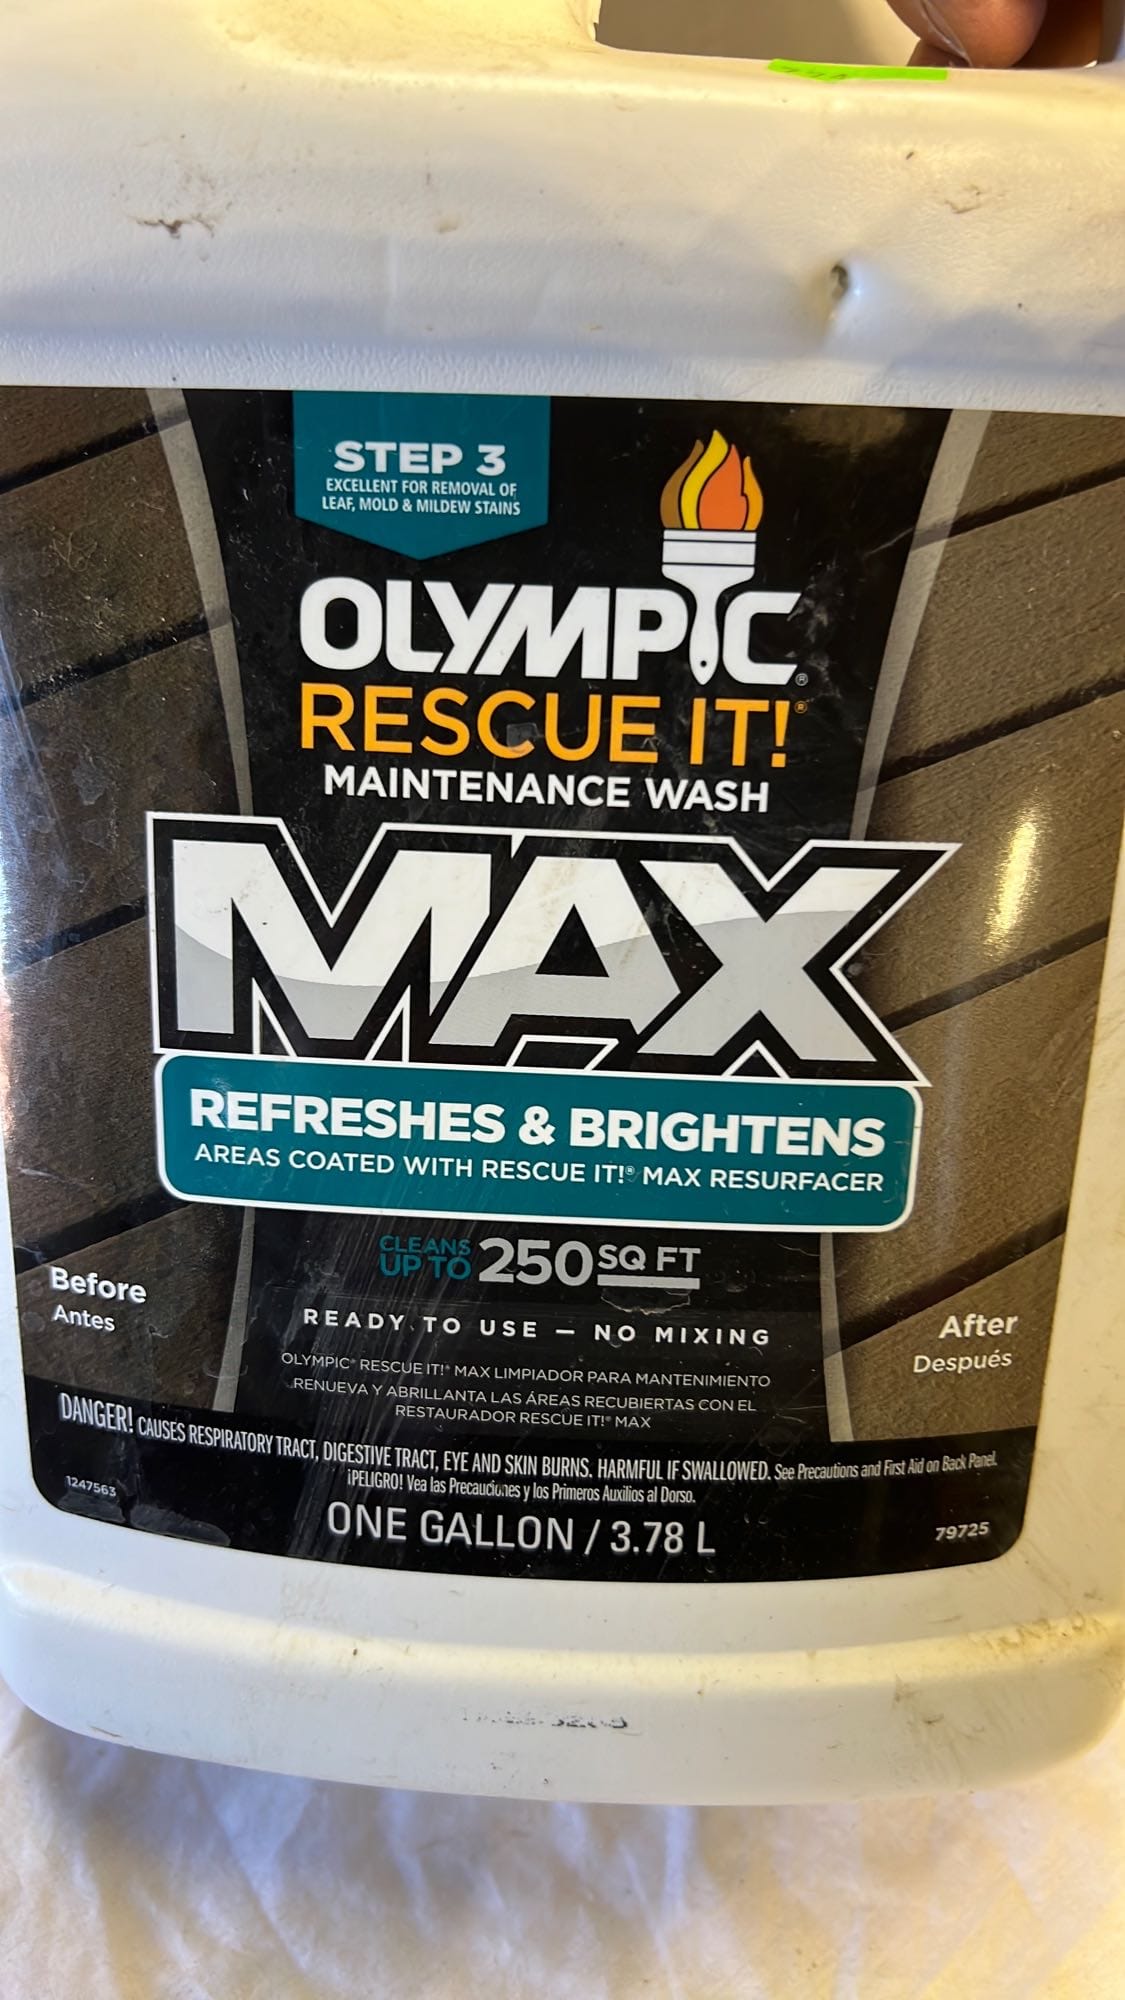 STEP 3
EXCELLENT FOR REMOVAL OF
LEAF, MOLD & MILDEW STAINS
OLYMPIC®
RESCUE IT!®
MAINTENANCE WASH
MAX
REFRESHES & BRIGHTENS
AREAS COATED WITH RESCUE IT!® MAX RESURFACER
CLEANS
UP TO 250 SQ FT
READY TO USE — NO MIXING
Before
Antes
After
Después
OLYMPIC® RESCUE IT!® MAX LIMPIADOR PARA MANTENIMIENTO
RENUEVA Y ABRILLANTA LAS ÁREAS RECUBIERTAS CON EL
RESTAURADOR RESCUE IT!® MAX
DANGER! CAUSES RESPIRATORY TRACT, DIGESTIVE TRACT, EYE AND SKIN BURNS. HARMFUL IF SWALLOWED. See Precautions and First Aid on Back Panel.
¡PELIGRO! Vea las Precauciones y los Primeros Auxilios al Dorso.
1247563
ONE GALLON / 3.78 L
79725